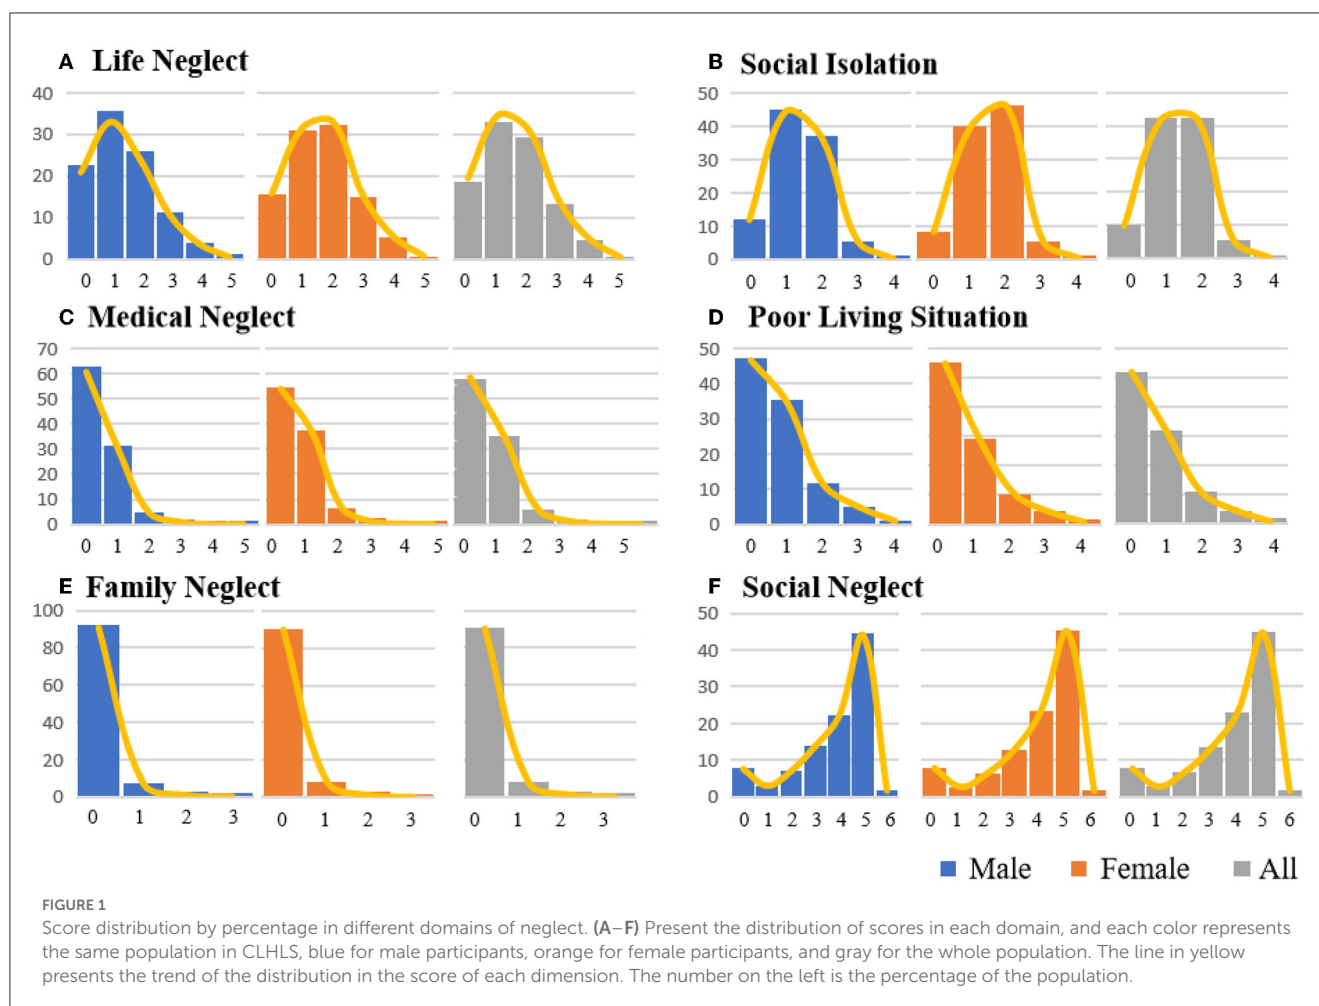 A Life Neglect
40
30
20
10
0
0 1 2 3 4 5
0 1 2 3 4 5
0 1 2 3 4 5
B Social Isolation
50
40
30
20
10
0
0 1 2 3 4
0 1 2 3 4
0 1 2 3 4
C Medical Neglect
70
60
50
40
30
20
10
0
0 1 2 3 4 5
0 1 2 3 4 5
0 1 2 3 4 5
D Poor Living Situation
50
40
30
20
10
0
0 1 2 3 4
0 1 2 3 4
0 1 2 3 4
E Family Neglect
100
80
60
40
20
0
0 1 2 3
0 1 2 3
0 1 2 3
F Social Neglect
50
40
30
20
10
0
0 1 2 3 4 5 6
0 1 2 3 4 5 6
0 1 2 3 4 5 6
Male Female All
FIGURE 1
Score distribution by percentage in different domains of neglect. (A–F) Present the distribution of scores in each domain, and each color represents
the same population in CLHLS, blue for male participants, orange for female participants, and gray for the whole population. The line in yellow
presents the trend of the distribution in the score of each dimension. The number on the left is the percentage of the population.